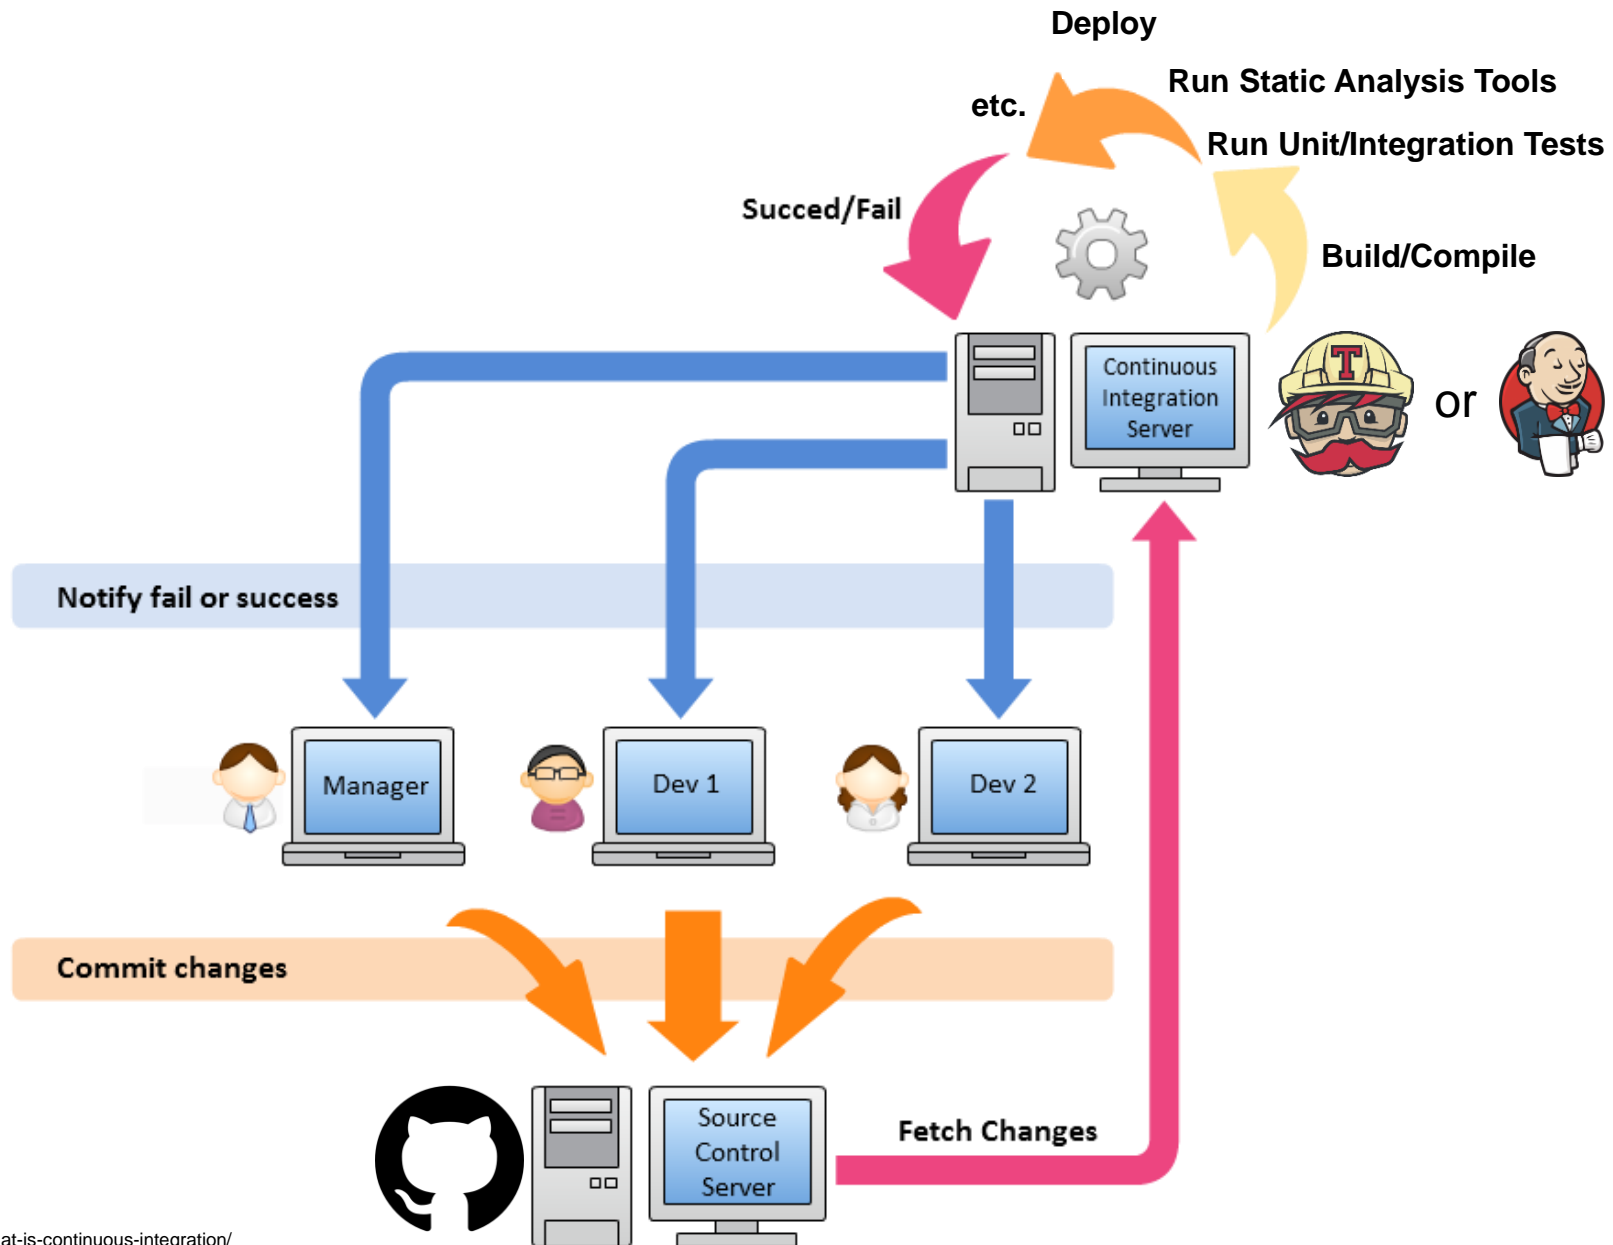 Deploy
Run Static Analysis Tools
etc.
Run Unit/Integration Tests
Succed/Fail
Build/Compile
Continuous
Integration
Server
T
or
Notify fail or success
Manager
Dev 1
Dev 2
Commit changes
Source
Control
Server
Fetch Changes
at-is-continuous-integration/